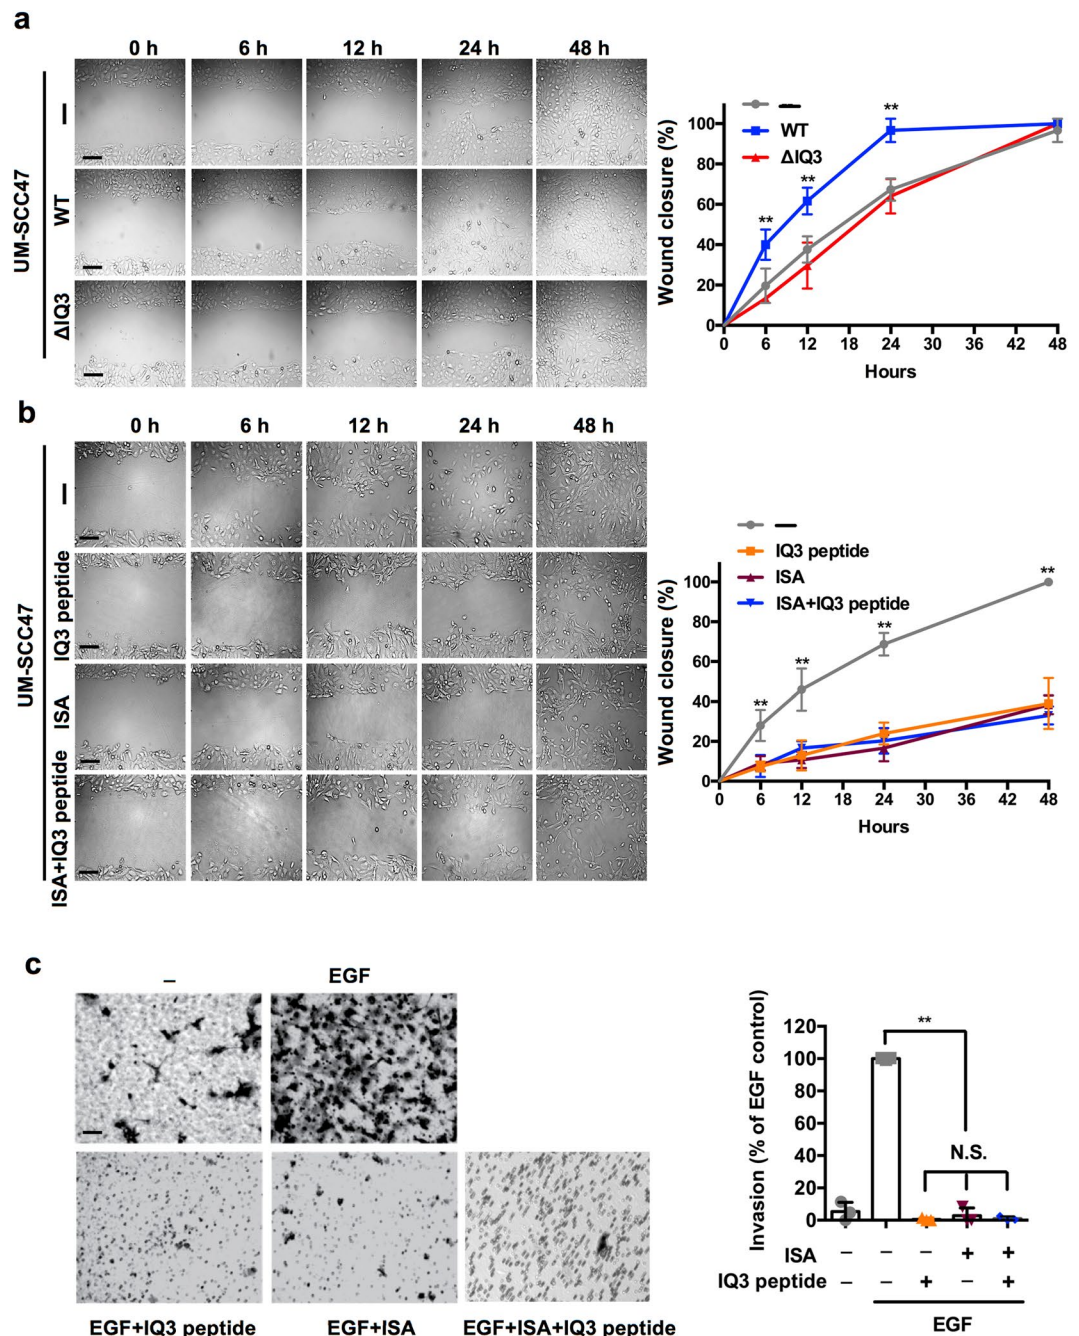 a
0 h 6 h 12 h 24 h 48 h
UM-SCC47
–
WT
ΔIQ3
Wound closure (%)
100
80
60
40
20
0
–
WT
ΔIQ3
**
**
**
0 6 12 18 24 30 36 42 48
Hours
b
0 h 6 h 12 h 24 h 48 h
UM-SCC47
–
IQ3 peptide
ISA
ISA+IQ3 peptide
Wound closure (%)
100
80
60
40
20
0
–
IQ3 peptide
ISA
ISA+IQ3 peptide
**
**
**
**
0 6 12 18 24 30 36 42 48
Hours
c
– EGF
EGF+IQ3 peptide EGF+ISA EGF+ISA+IQ3 peptide
Invasion (% of EGF control)
120
100
80
60
40
20
0
**
N.S.
ISA – – – + +
IQ3 peptide – – + – +
EGF